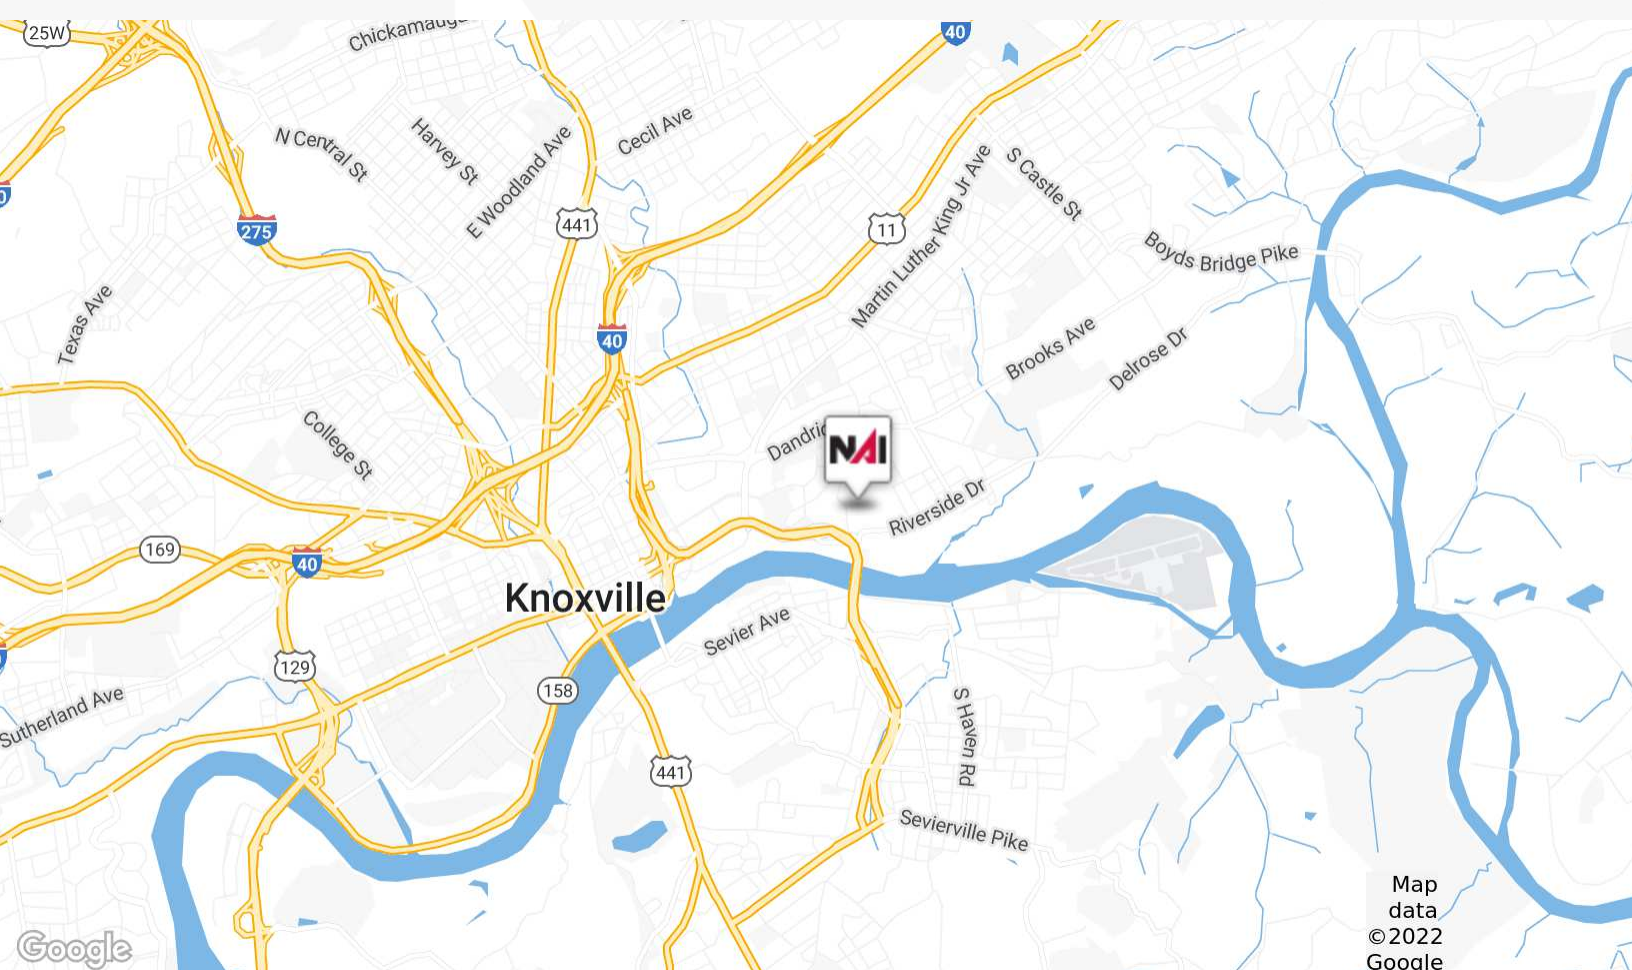 25W
Chickamauga
40
Cecil Ave
Harvey St
N Central St
E Woodland Ave
S Castle St
Martin Luther King Jr Ave
441
11
275
Boyds Bridge Pike
Texas Ave
40
Brooks Ave
Delrose Dr
College St
Dandri
NAI
Riverside Dr
169
40
Knoxville
Sevier Ave
129
158
Sutherland Ave
S Haven Rd
441
Sevierville Pike
Map
data
©2022
Google
Google